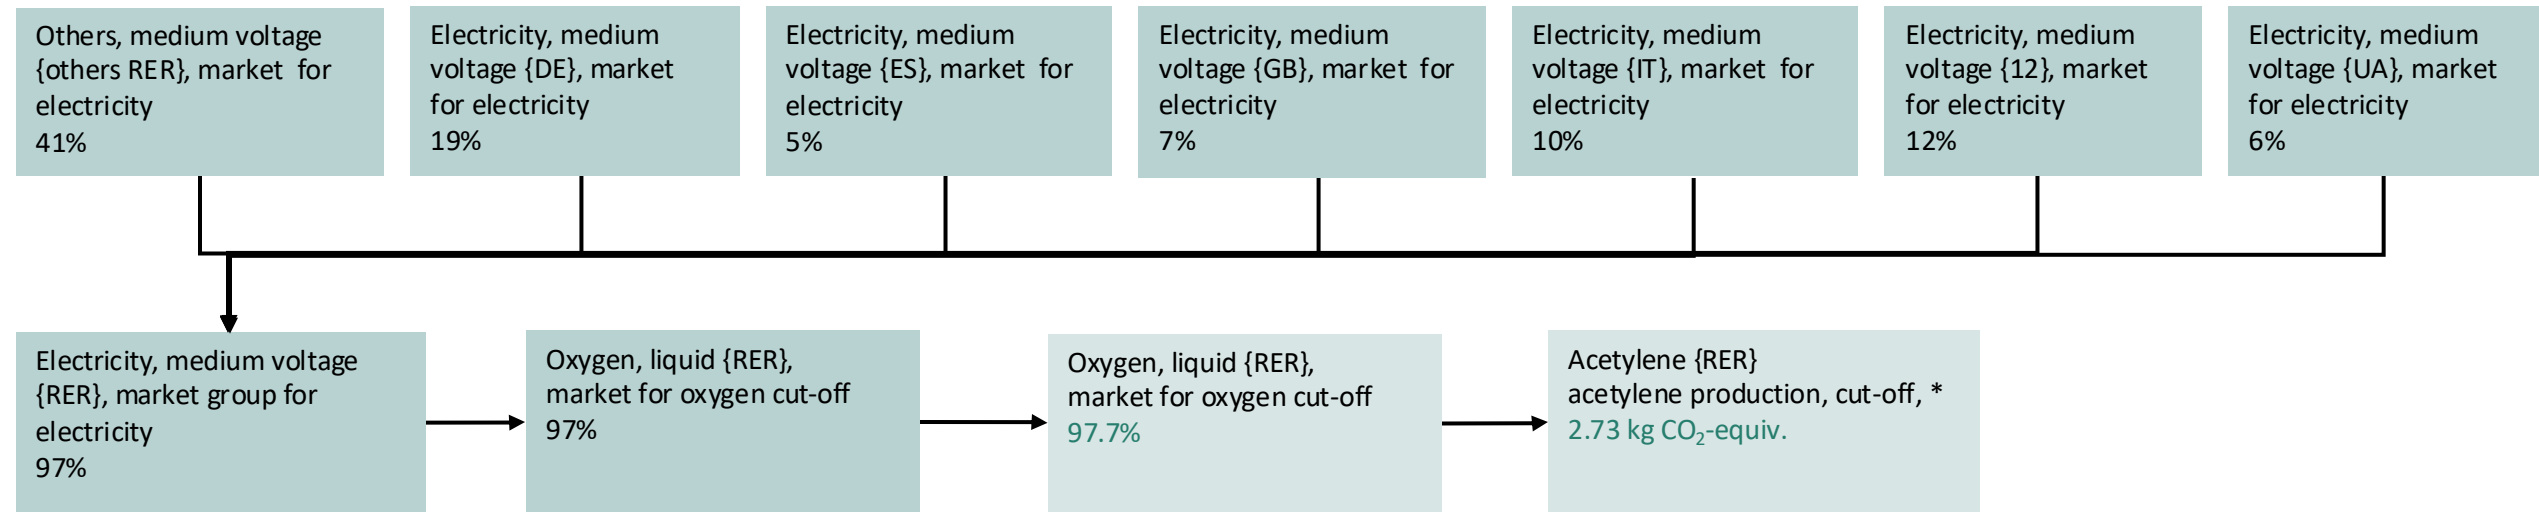 Others, medium voltage
{others RER}, market for
electricity
41%
Electricity, medium
voltage {DE}, market
for electricity
19%
Electricity, medium
voltage {ES}, market for
electricity
5%
Electricity, medium
voltage {GB}, market for
electricity
7%
Electricity, medium
voltage {IT}, market for
electricity
10%
Electricity, medium
voltage {12}, market
for electricity
12%
Electricity, medium
voltage {UA}, market
for electricity
6%
Electricity, medium voltage
{RER}, market group for
electricity
97%
Oxygen, liquid {RER},
market for oxygen cut-off
97%
Oxygen, liquid {RER},
market for oxygen cut-off
97.7%
Acetylene {RER}
acetylene production, cut-off, *
2.73 kg CO₂-equiv.